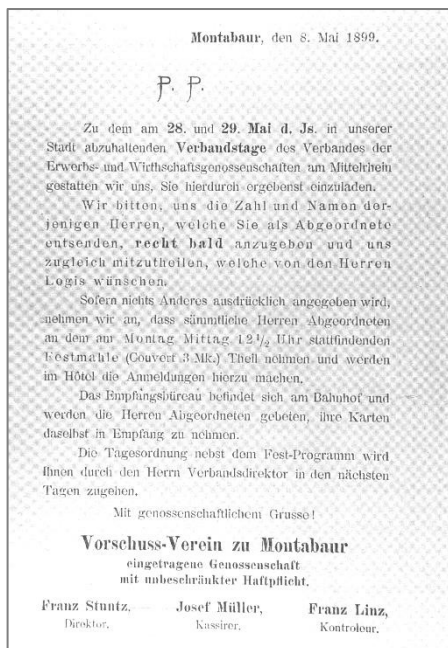 Montabaur, den 8. Mai 1899.
P. P.
Zu dem am 28. und 29. Mai d. Js. in unserer
Stadt abzuhaltenden Verbandstage des Verbandes der
Erwerbs- und Wirthschaftsgenossenschaften am Mittelrhein
gestatten wir uns, Sie hierdurch ergebenst einzuladen.
Wir bitten, uns die Zahl und Namen der-
jenigen Herren, welche Sie als Abgeordnete
entsenden, recht bald anzugeben und uns
zugleich mitzutheilen, welche von den Herren
Logis wünschen.
Sofern nichts Anderes ausdrücklich angegeben wird,
nehmen wir an, dass sämmtliche Herren Abgeordneten
an dem am Montag Mittag 12 1/2 Uhr stattfindenden
Festmahle (Couvert 3 Mk.) Theil nehmen und werden
im Hôtel die Anmeldungen hierzu machen.
Das Empfangsbüreau befindet sich am Bahnhof und
werden die Herren Abgeordneten gebeten, ihre Karten
daselbst in Empfang zu nehmen.
Die Tagesordnung nebst dem Fest-Programm wird
Ihnen durch den Herrn Verbandsdirektor in den nächsten
Tagen zugehen.
Mit genossenschaftlichem Grusse!
Vorschuss-Verein zu Montabaur
eingetragene Genossenschaft
mit unbeschränkter Haftpflicht.
Franz Stuntz, Josef Müller, Franz Linz,
Direktor. Kassirer. Kontroleur.